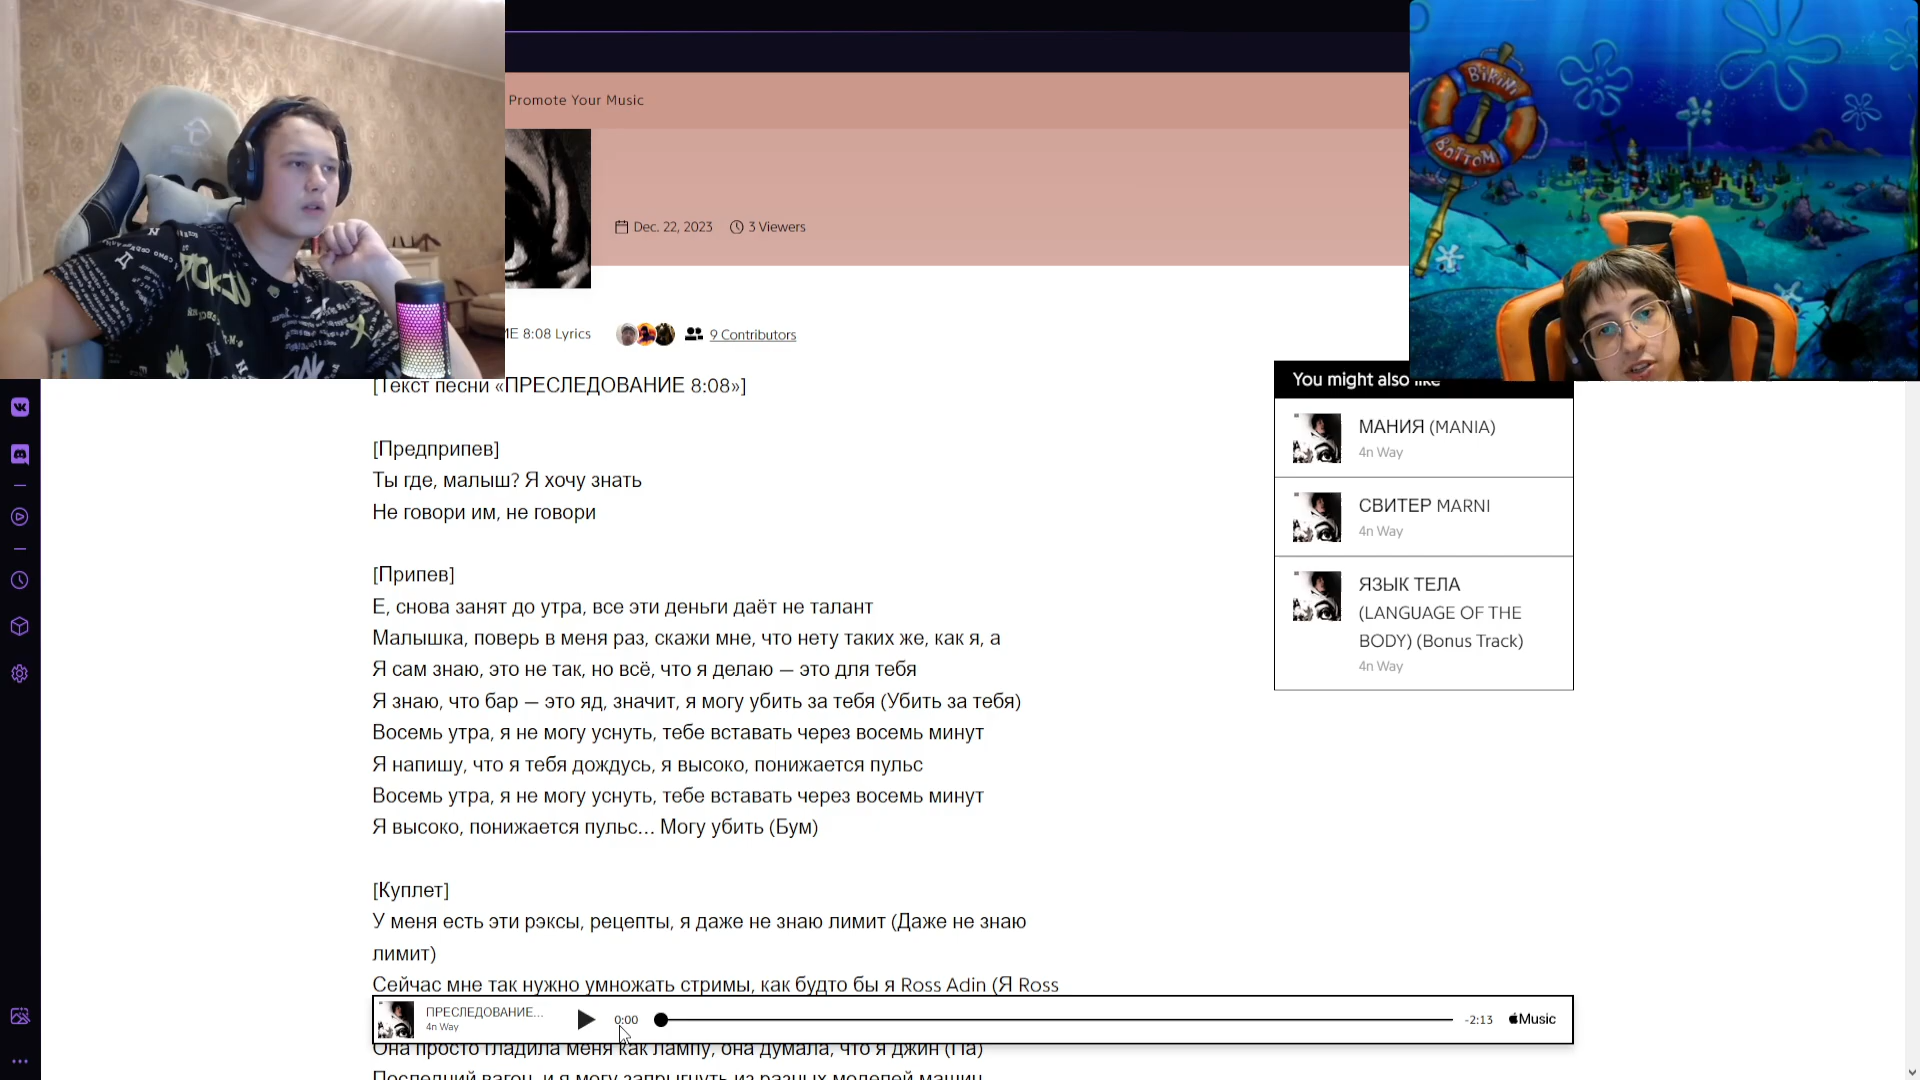 Promote Your Music
BIKINI
BOTTOM
Dec. 22, 2023
3 Viewers
8:08 Lyrics
9 Contributors
[Текст песни «ПРЕСЛЕДОВАНИЕ 8:08»]
You might also like
[Предприпев]
Ты где, малыш? Я хочу знать
Не говори им, не говори
[Припев]
Е, снова занят до утра, все эти деньги даёт не талант
Малышка, поверь в меня раз, скажи мне, что нету таких же, как я, а
Я сам знаю, это не так, но всё, что я делаю — это для тебя
Я знаю, что бар — это яд, значит, я могу убить за тебя (Убить за тебя)
Восемь утра, я не могу уснуть, тебе вставать через восемь минут
Я напишу, что я тебя дождусь, я высоко, понижается пульс
Восемь утра, я не могу уснуть, тебе вставать через восемь минут
Я высоко, понижается пульс... Могу убить (Бум)
[Куплет]
У меня есть эти рэксы, рецепты, я даже не знаю лимит (Даже не знаю
лимит)
Сейчас мне так нужно умножать стримы, как будто бы я Ross Adin (Я Ross
Она просто гладила меня как лампу, она думала, что я джин (Па)
Последний вагон, и я могу запрыгнуть из разных моделей машин
МАНИЯ (MANIA)
4n Way
СВИТЕР MARNI
4n Way
ЯЗЫК ТЕЛА
(LANGUAGE OF THE
BODY) (Bonus Track)
4n Way
ПРЕСЛЕДОВАНИЕ...
4n Way
0:00
-2:13
Music